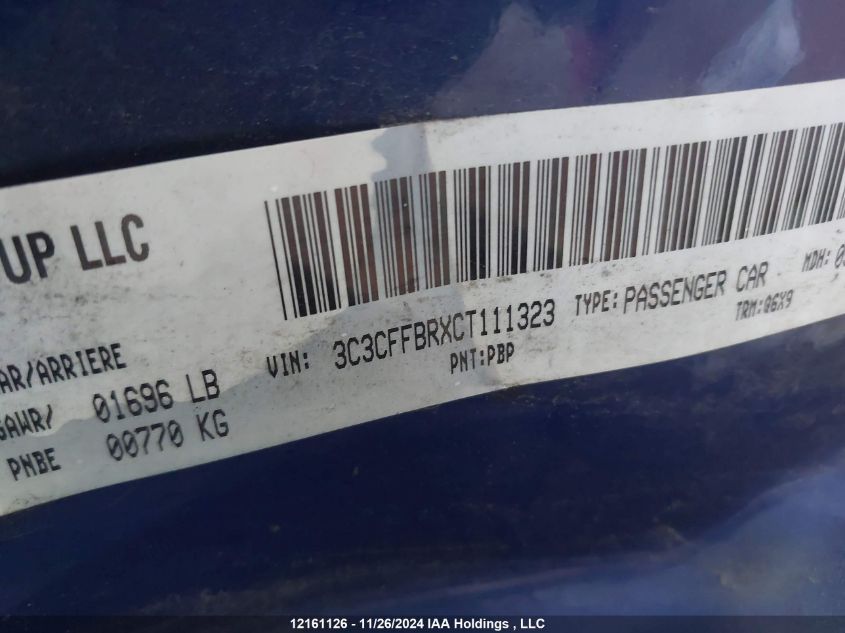 UP LLC
AR/ARRIERE
GAWR/ 01696 LB
PNBE 00770 KG
VIN: 3C3CFFBRXCT111323 TYPE: PASSENGER CAR MDH:
PNT:PBP TRM:Q6X9
12161126 - 11/26/2024 IAA Holdings , LLC